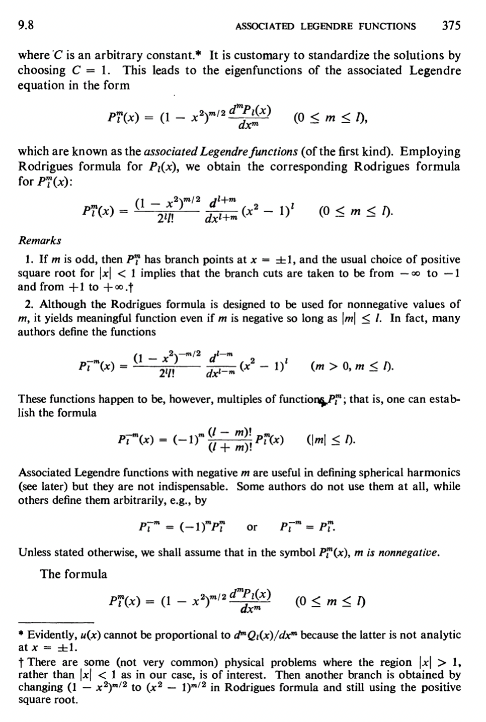 9.8 ASSOCIATED LEGENDRE FUNCTIONS 375
where C is an arbitrary constant.* It is customary to standardize the solutions by
choosing C = 1. This leads to the eigenfunctions of the associated Legendre
equation in the form
P_l^m(x) = (1 − x²)^{m/2} \frac{d^m P_l(x)}{dx^m} (0 ≤ m ≤ l),
which are known as the associated Legendre functions (of the first kind). Employing
Rodrigues formula for P_l(x), we obtain the corresponding Rodrigues formula
for P_l^m(x):
P_l^m(x) = \frac{(1 − x²)^{m/2}}{2^l l!} \frac{d^{l+m}}{dx^{l+m}} (x² − 1)^l (0 ≤ m ≤ l).
Remarks
1. If m is odd, then P_l^m has branch points at x = ±1, and the usual choice of positive
square root for |x| < 1 implies that the branch cuts are taken to be from −∞ to −1
and from +1 to +∞.†
2. Although the Rodrigues formula is designed to be used for nonnegative values of
m, it yields meaningful function even if m is negative so long as |m| ≤ l. In fact, many
authors define the functions
P_l^{−m}(x) = \frac{(1 − x²)^{−m/2}}{2^l l!} \frac{d^{l−m}}{dx^{l−m}} (x² − 1)^l (m > 0, m ≤ l).
These functions happen to be, however, multiples of functions P_l^m; that is, one can estab-
lish the formula
P_l^{−m}(x) = (−1)^m \frac{(l − m)!}{(l + m)!} P_l^m(x) (|m| ≤ l).
Associated Legendre functions with negative m are useful in defining spherical harmonics
(see later) but they are not indispensable. Some authors do not use them at all, while
others define them arbitrarily, e.g., by
P_l^{−m} = (−1)^m P_l^m or P_l^{−m} = P_l^m.
Unless stated otherwise, we shall assume that in the symbol P_l^m(x), m is nonnegative.
The formula
P_l^m(x) = (1 − x²)^{m/2} \frac{d^m P_l(x)}{dx^m} (0 ≤ m ≤ l)
* Evidently, u(x) cannot be proportional to d^m Q_l(x)/dx^m because the latter is not analytic
at x = ±1.
† There are some (not very common) physical problems where the region |x| > 1,
rather than |x| < 1 as in our case, is of interest. Then another branch is obtained by
changing (1 − x²)^{m/2} to (x² − 1)^{m/2} in Rodrigues formula and still using the positive
square root.